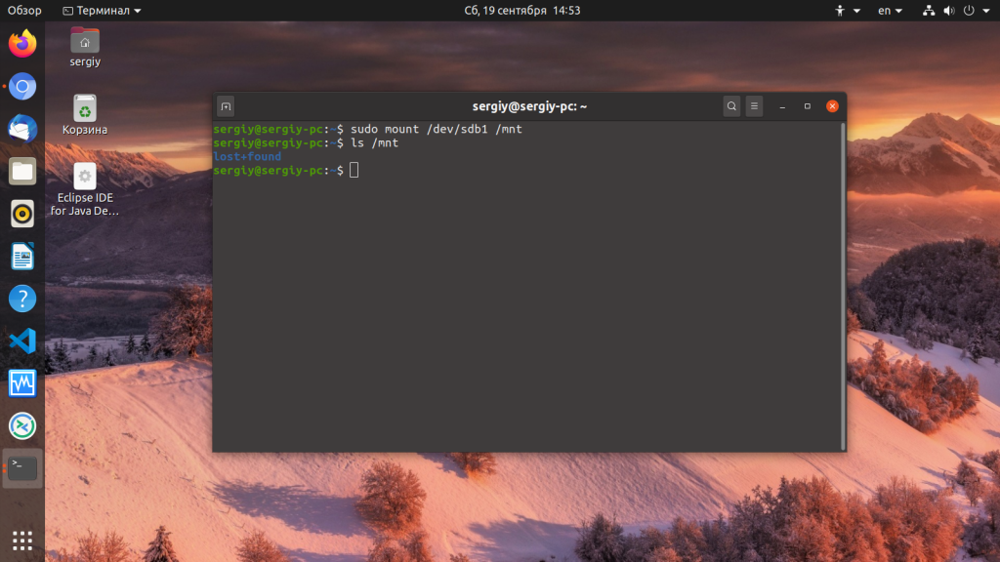 Обзор
Терминал
Сб, 19 сентября 14:53
en
sergiy
Корзина
Eclipse IDE
for Java De…
sergiy@sergiy-pc: ~
sergiy@sergiy-pc:~$ sudo mount /dev/sdb1 /mnt
sergiy@sergiy-pc:~$ ls /mnt
lost+found
sergiy@sergiy-pc:~$